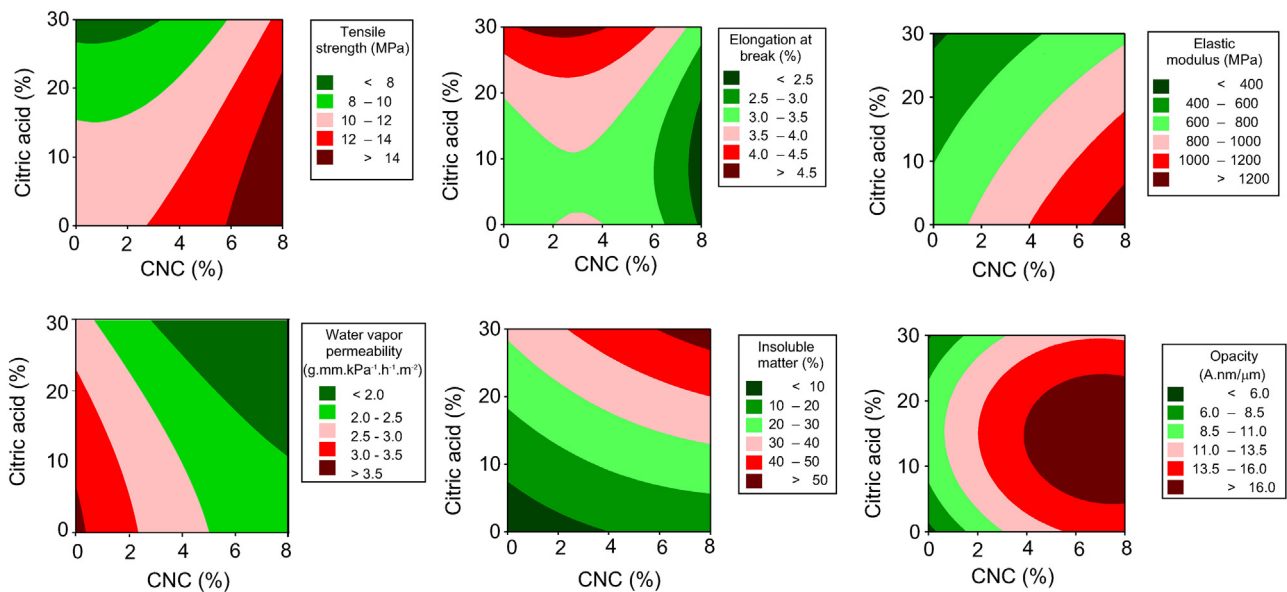 Tensile
strength (MPa)
< 8
8 – 10
10 – 12
12 – 14
> 14
30
20
10
0
Citric acid (%)
0 2 4 6 8
CNC (%)
Elongation at
break (%)
< 2.5
2.5 – 3.0
3.0 – 3.5
3.5 – 4.0
4.0 – 4.5
> 4.5
30
20
10
0
Citric acid (%)
0 2 4 6 8
CNC (%)
Elastic
modulus (MPa)
< 400
400 – 600
600 – 800
800 – 1000
1000 – 1200
> 1200
30
20
10
0
Citric acid (%)
0 2 4 6 8
CNC (%)
Water vapor
permeability
(g.mm.kPa⁻¹.h⁻¹.m⁻²)
< 2.0
2.0 - 2.5
2.5 - 3.0
3.0 - 3.5
> 3.5
30
20
10
0
Citric acid (%)
0 2 4 6 8
CNC (%)
Insoluble
matter (%)
< 10
10 – 20
20 – 30
30 – 40
40 – 50
> 50
30
20
10
0
Citric acid (%)
0 2 4 6 8
CNC (%)
Opacity
(A.nm/μm)
< 6.0
6.0 – 8.5
8.5 – 11.0
11.0 – 13.5
13.5 – 16.0
> 16.0
30
20
10
0
Citric acid (%)
0 2 4 6 8
CNC (%)